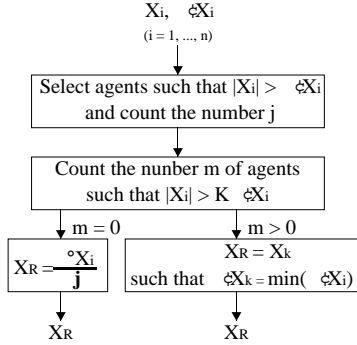 Xi, ¢Xi
(i = 1, ..., n)
Select agents such that |Xi| > ¢Xi
and count the number j
Count the nunber m of agents
such that |Xi| > K ¢Xi
m = 0
m > 0
XR = °Xi
j
XR = Xk
such that ¢Xk = min( ¢Xi)
XR
XR